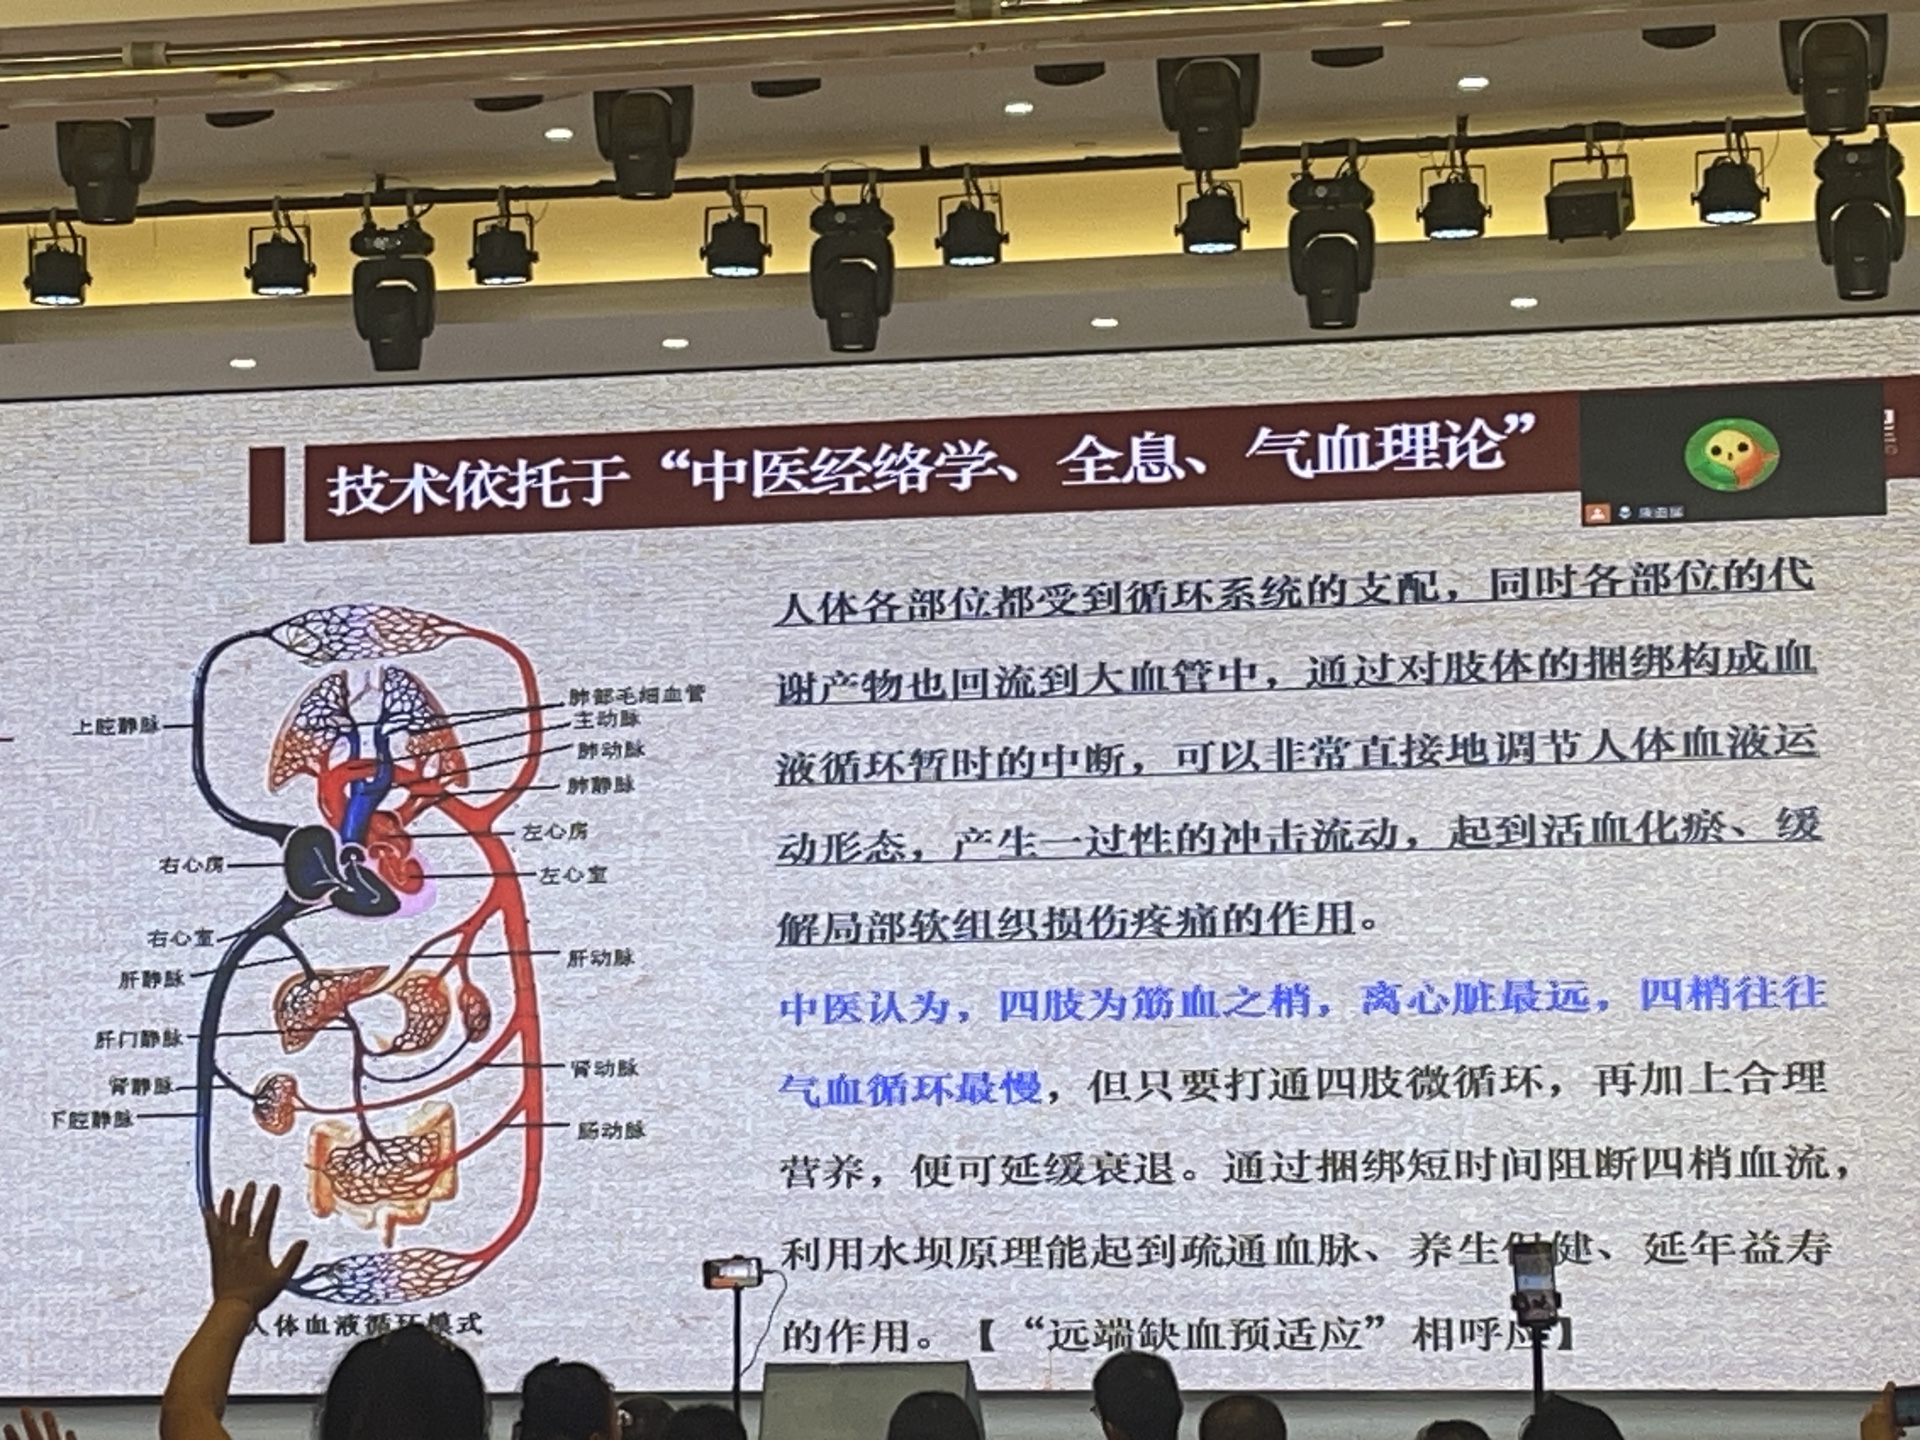 技术依托于“中医经络学、全息、气血理论”
人体各部位都受到循环系统的支配，同时各部位的代
谢产物也回流到大血管中，通过对肢体的捆绑构成血
液循环暂时的中断，可以非常直接地调节人体血液运
动形态，产生一过性的冲击流动，起到活血化瘀、缓
解局部软组织损伤疼痛的作用。
中医认为，四肢为筋血之梢，离心脏最远，四梢往往
气血循环最慢，但只要打通四肢微循环，再加上合理
营养，便可延缓衰退。通过捆绑短时间阻断四梢血流，
利用水坝原理能起到疏通血脉、养生保健、延年益寿
的作用。【“远端缺血预适应”相呼应】
肺部毛细血管
主动脉
肺动脉
肺静脉
左心房
左心室
肝动脉
肾动脉
肠动脉
上腔静脉
右心房
右心室
肝静脉
肝门静脉
肾静脉
下腔静脉
人体血液循环模式